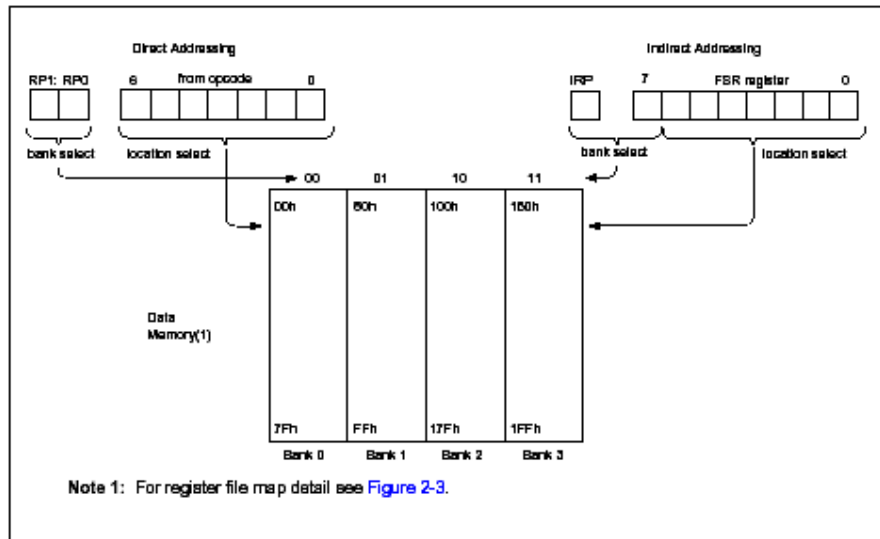 Direct Addressing
Indirect Addressing
RP1: RP0 6 from opcode 0
IRP 7 FSR register 0
bank select location select
bank select location select
00 01 10 11
00h 80h 100h 180h
Data
Memory(1)
7Fh FFh 17Fh 1FFh
Bank 0 Bank 1 Bank 2 Bank 3
Note 1: For register file map detail see Figure 2-3.